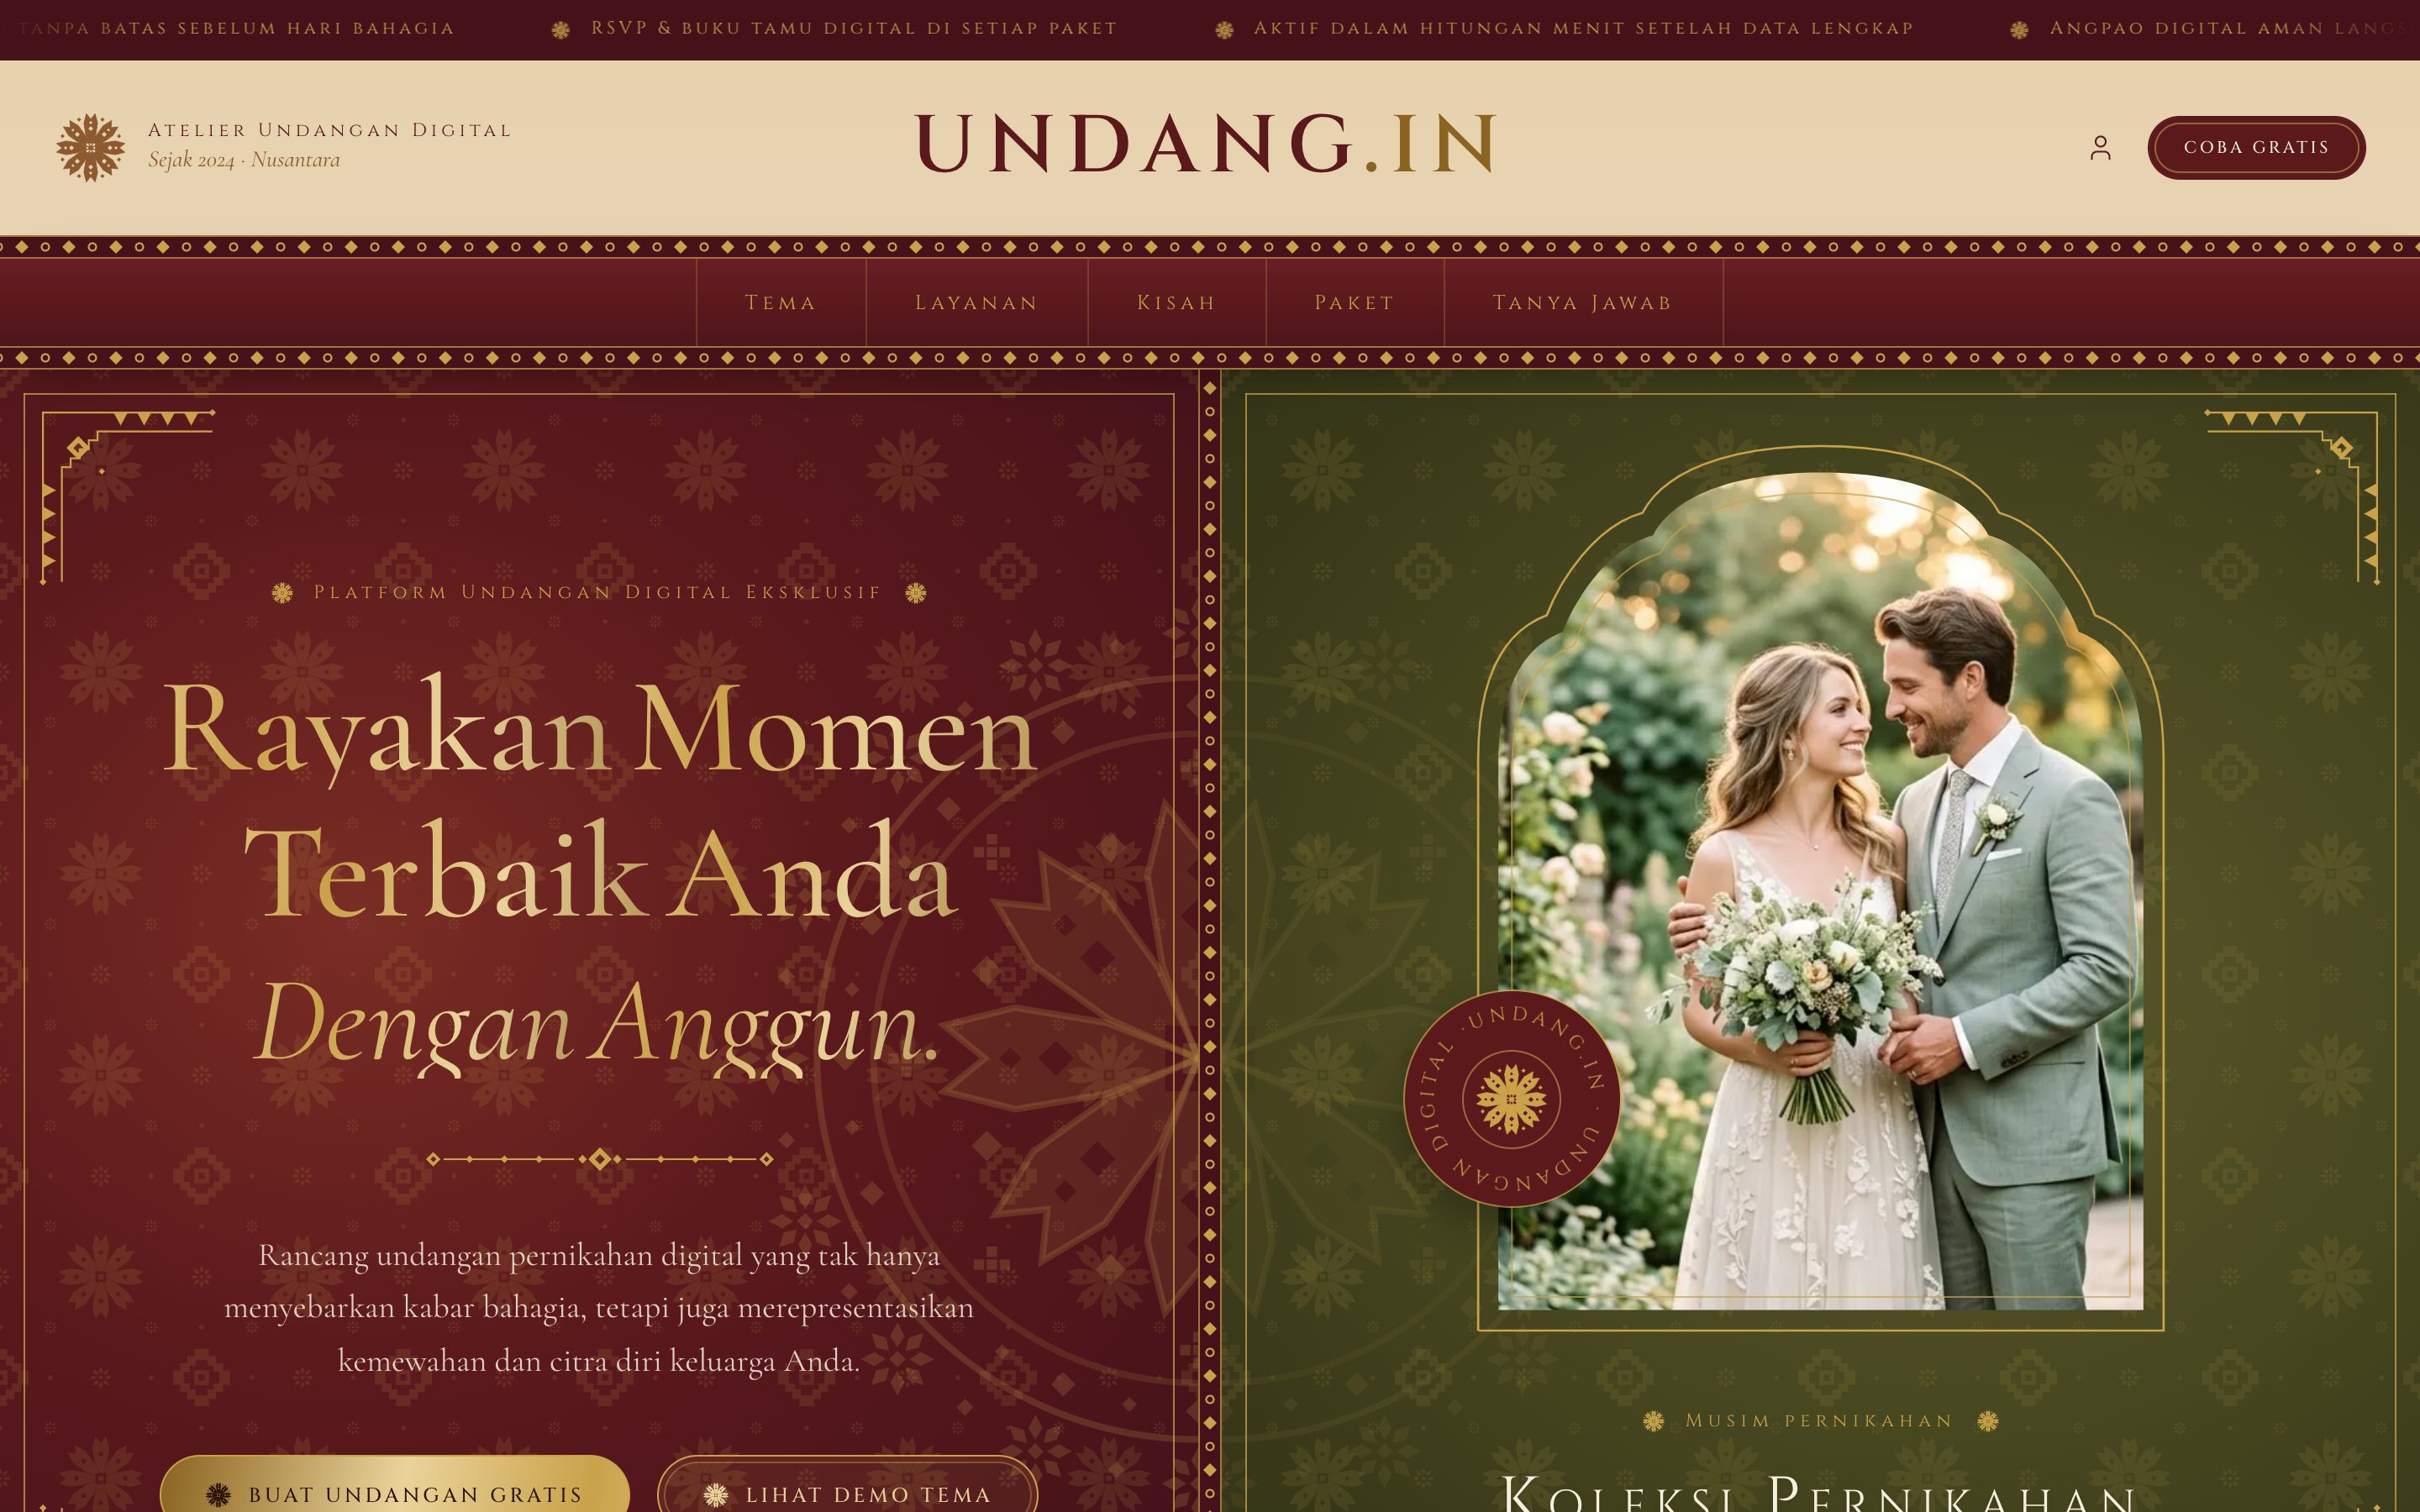 TANPA BATAS SEBELUM HARI BAHAGIA
RSVP & BUKU TAMU DIGITAL DI SETIAP PAKET
AKTIF DALAM HITUNGAN MENIT SETELAH DATA LENGKAP
ANGPAO DIGITAL AMAN
ATELIER UNDANGAN DIGITAL
Sejak 2024 · Nusantara
UNDANG.IN
COBA GRATIS
TEMA
LAYANAN
KISAH
PAKET
TANYA JAWAB
PLATFORM UNDANGAN DIGITAL EKSKLUSIF
Rayakan Momen
Terbaik Anda
Dengan Anggun.
Rancang undangan pernikahan digital yang tak hanya
menyebarkan kabar bahagia, tetapi juga merepresentasikan
kemewahan dan citra diri keluarga Anda.
BUAT UNDANGAN GRATIS
LIHAT DEMO TEMA
UNDANG.IN · UNDANGAN DIGITAL ·
MUSIM PERNIKAHAN
KOLEKSI PERNIKAHAN